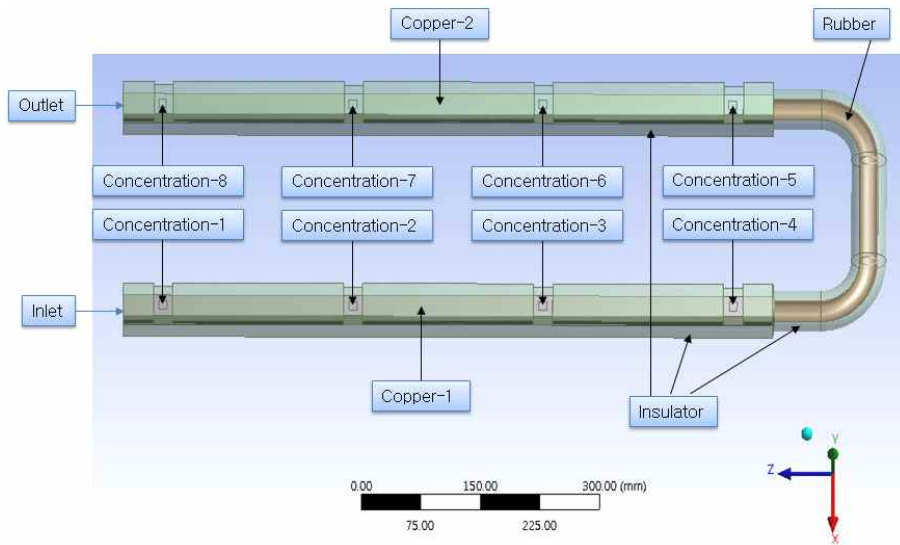 Copper-2
Rubber
Outlet
Concentration-8
Concentration-7
Concentration-6
Concentration-5
Concentration-1
Concentration-2
Concentration-3
Concentration-4
Inlet
Copper-1
Insulator
Y
Z
X
0.00
150.00
300.00 (mm)
75.00
225.00